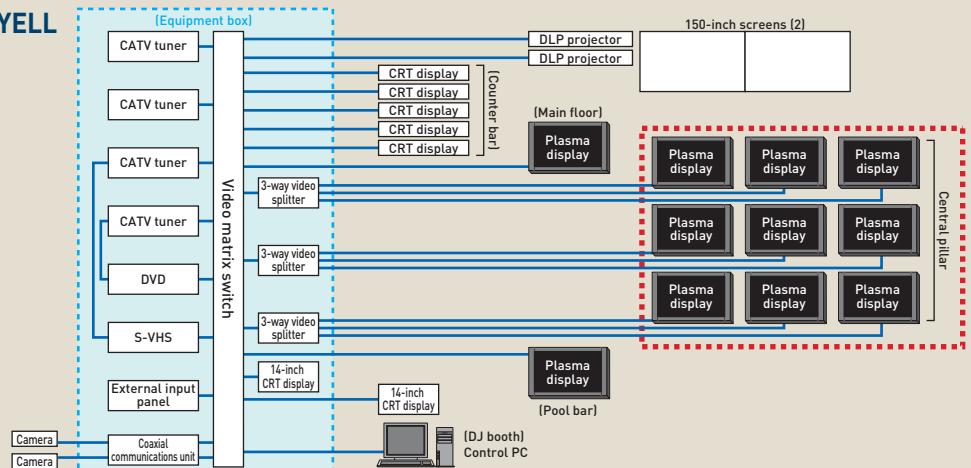 YELL
(Equipment box)
CATV tuner
CATV tuner
CATV tuner
CATV tuner
DVD
S-VHS
External input
panel
Camera
Camera
Coaxial
communications unit
Video matrix switch
DLP projector
DLP projector
150-inch screens (2)
CRT display
CRT display
CRT display
CRT display
CRT display
(Counter bar)
(Main floor)
Plasma
display
3-way video
splitter
3-way video
splitter
3-way video
splitter
Plasma
display
Plasma
display
Plasma
display
Plasma
display
Plasma
display
Plasma
display
Plasma
display
Plasma
display
Plasma
display
Central pillar
14-inch
CRT display
14-inch
CRT display
Plasma
display
(Pool bar)
(DJ booth)
Control PC